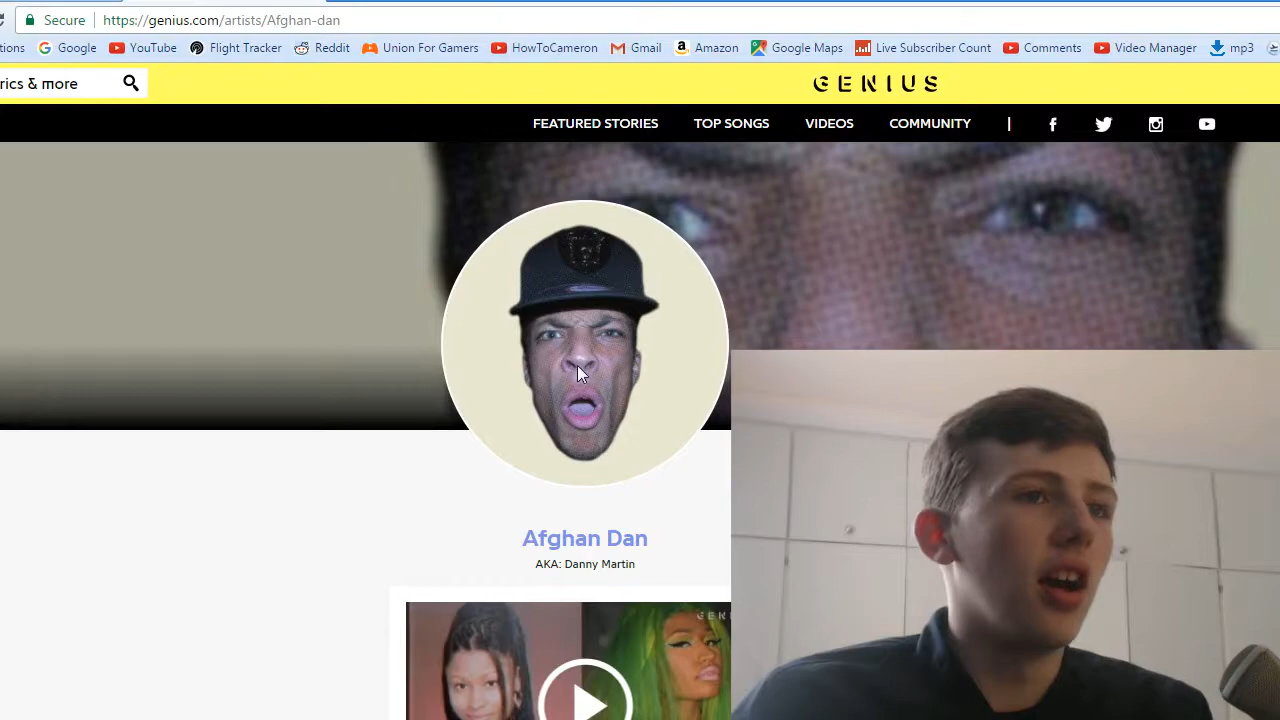 Secure | https://genius.com/artists/Afghan-dan
tions Google YouTube Flight Tracker Reddit Union For Gamers HowToCamon Gmail Amazon Google Maps Live Subscriber Count Comments Video Manager mp3
rics & more GENIUS
FEATURED STORIES TOP SONGS VIDEOS COMMUNITY |
Afghan Dan
AKA: Danny Martin
GENI